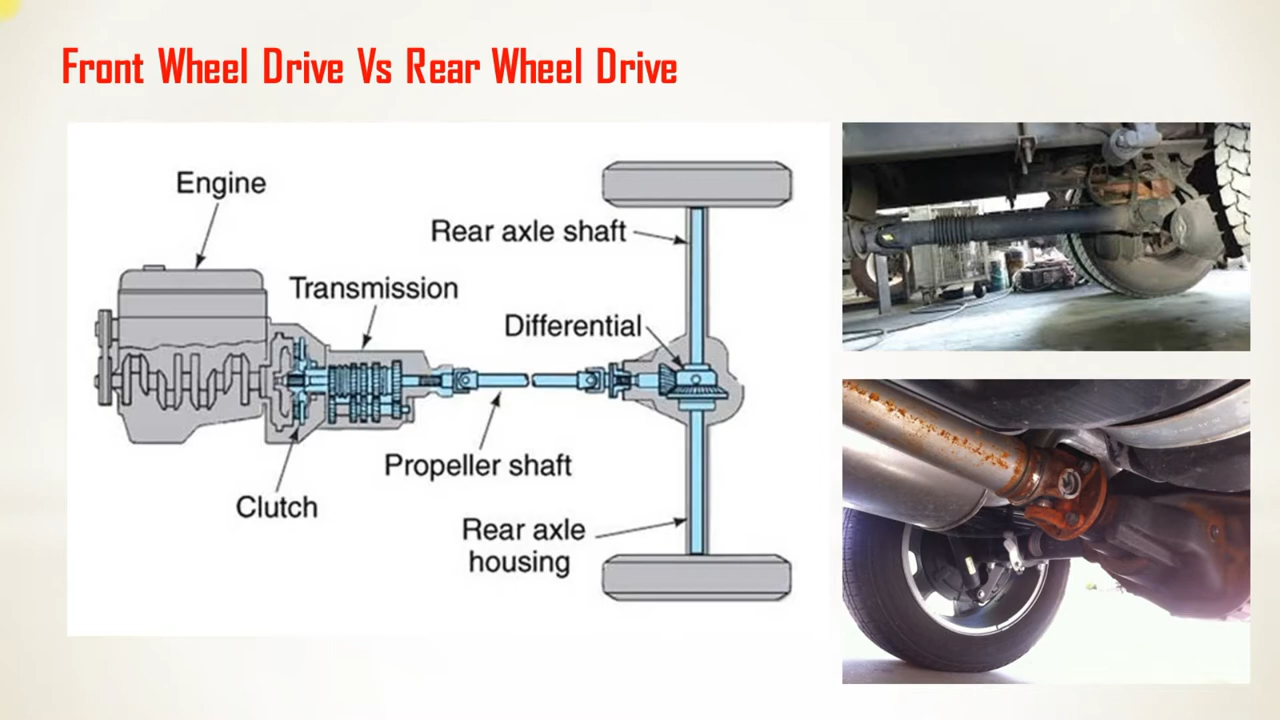 Front Wheel Drive Vs Rear Wheel Drive
Engine
Rear axle shaft
Transmission
Differential
Propeller shaft
Clutch
Rear axle
housing